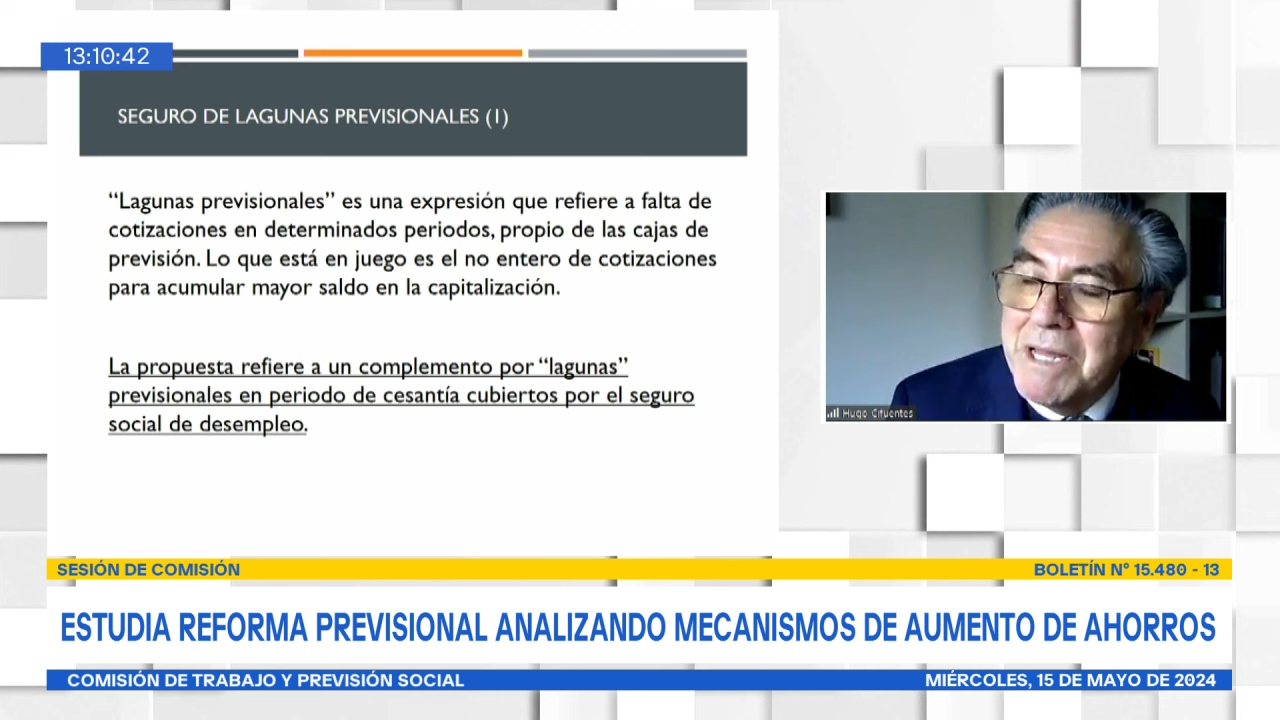 13:10:42
SEGURO DE LAGUNAS PREVISIONALES (1)
“Lagunas previsionales” es una expresión que refiere a falta de
cotizaciones en determinados periodos, propio de las cajas de
previsión. Lo que está en juego es el no entero de cotizaciones
para acumular mayor saldo en la capitalización.
La propuesta refiere a un complemento por “lagunas”
previsionales en periodo de cesantía cubiertos por el seguro
social de desempleo.
Hugo Cifuentes
SESIÓN DE COMISIÓN
BOLETÍN N° 15.480 - 13
ESTUDIA REFORMA PREVISIONAL ANALIZANDO MECANISMOS DE AUMENTO DE AHORROS
COMISIÓN DE TRABAJO Y PREVISIÓN SOCIAL
MIÉRCOLES, 15 DE MAYO DE 2024